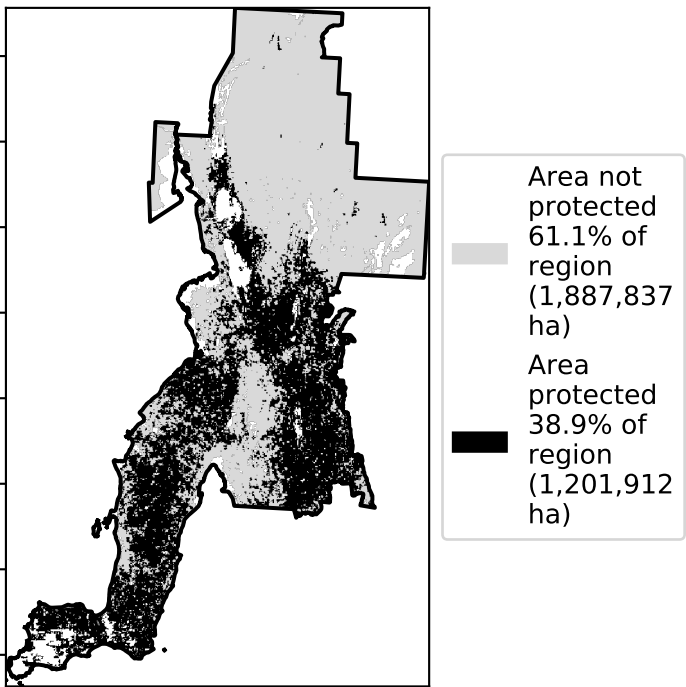 Area not
protected
61.1% of
region
(1,887,837
ha)
Area
protected
38.9% of
region
(1,201,912
ha)